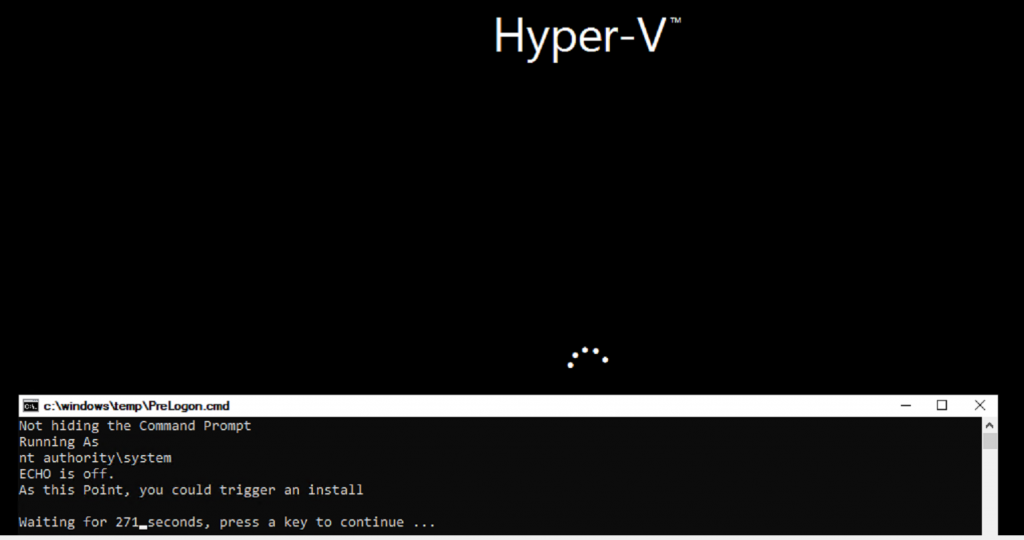 Hyper-V™
c:\windows\temp\PreLogon.cmd
Not hiding the Command Prompt
Running As
nt authority\system
ECHO is off.
As this Point, you could trigger an install
Waiting for 271 seconds, press a key to continue ...